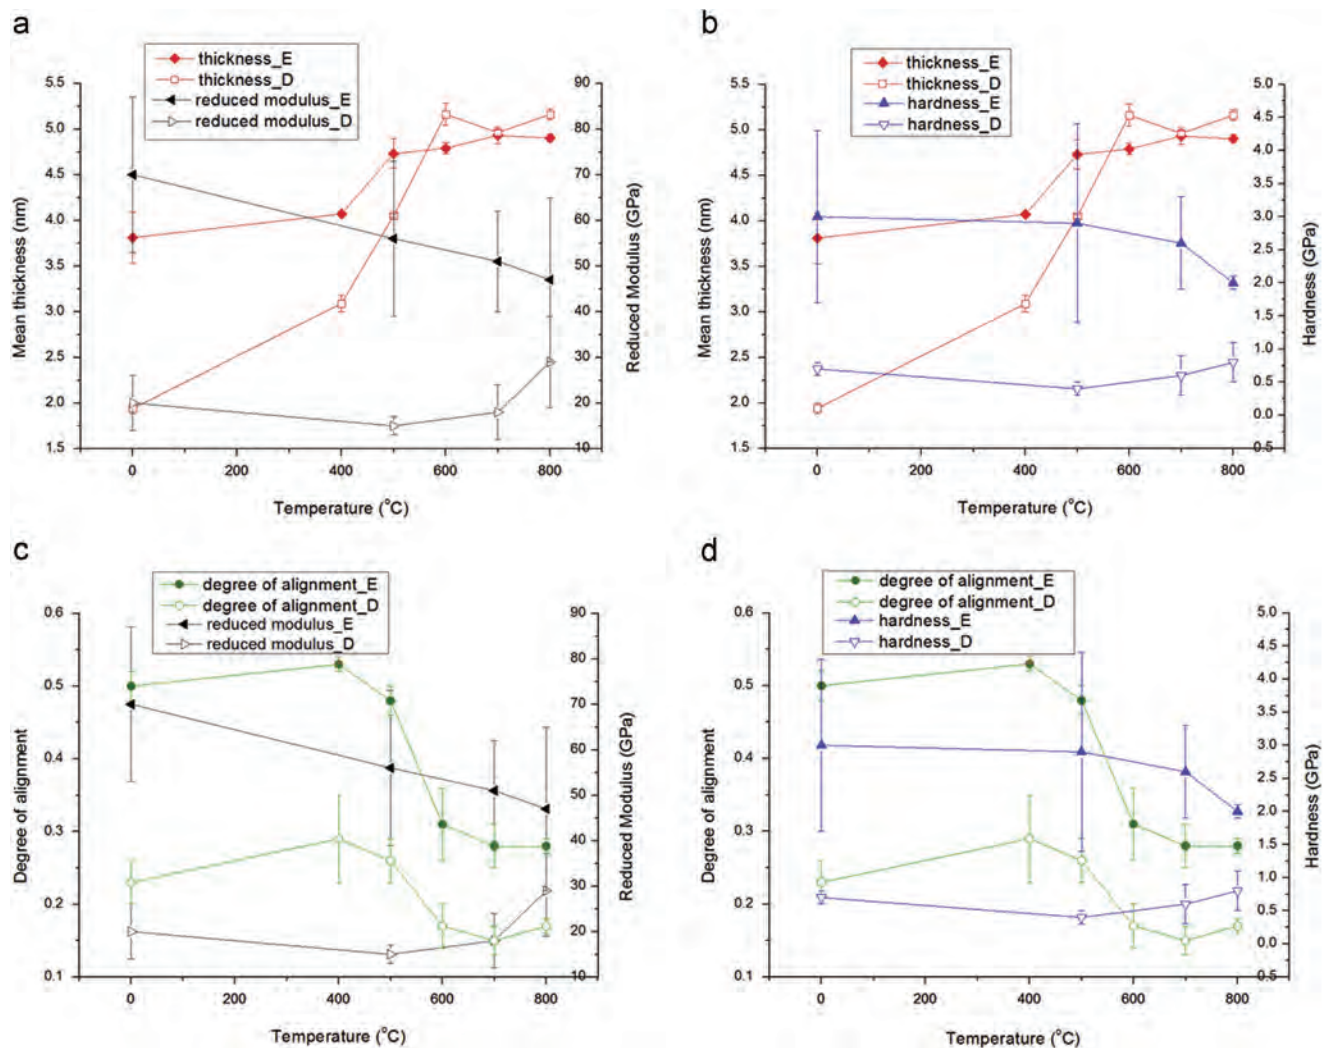 a
thickness_E
thickness_D
reduced modulus_E
reduced modulus_D
5.5
5.0
4.5
4.0
3.5
3.0
2.5
2.0
1.5
Mean thickness (nm)
90
80
70
60
50
40
30
20
10
Reduced Modulus (GPa)
0 200 400 600 800
Temperature (°C)
b
thickness_E
thickness_D
hardness_E
hardness_D
5.5
5.0
4.5
4.0
3.5
3.0
2.5
2.0
1.5
Mean thickness (nm)
5.0
4.5
4.0
3.5
3.0
2.5
2.0
1.5
1.0
0.5
0.0
0.5
Hardness (GPa)
0 200 400 600 800
Temperature (°C)
c
degree of alignment_E
degree of alignment_D
reduced modulus_E
reduced modulus_D
0.6
0.5
0.4
0.3
0.2
0.1
Degree of alignment
90
80
70
60
50
40
30
20
10
Reduced Modulus (GPa)
0 200 400 600 800
Temperature (°C)
d
degree of alignment_E
degree of alignment_D
hardness_E
hardness_D
0.6
0.5
0.4
0.3
0.2
0.1
Degree of alignment
5.0
4.5
4.0
3.5
3.0
2.5
2.0
1.5
1.0
0.5
0.0
0.5
Hardness (GPa)
0 200 400 600 800
Temperature (°C)